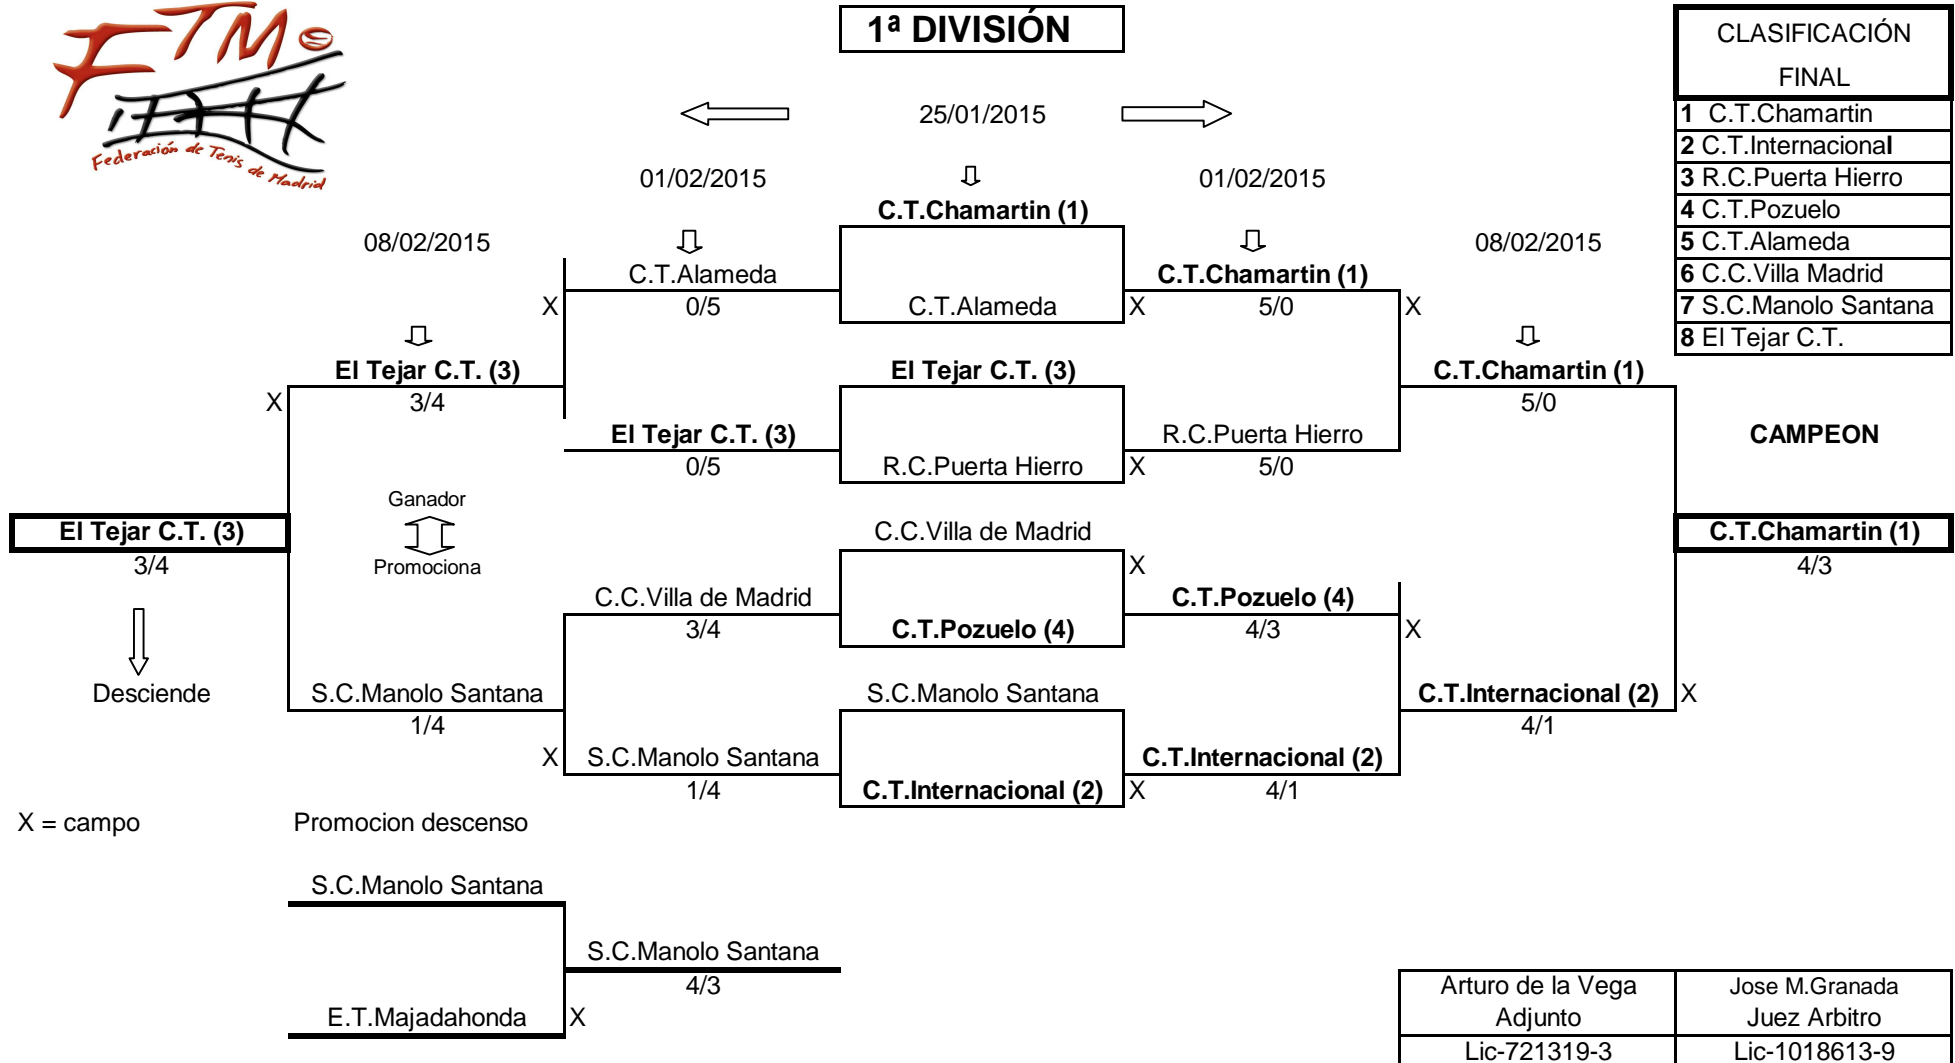 FTM
Federación de Tenis de Madrid
1ª DIVISIÓN
CLASIFICACIÓN
FINAL
1 C.T.Chamartin
2 C.T.Internacional
3 R.C.Puerta Hierro
4 C.T.Pozuelo
5 C.T.Alameda
6 C.C.Villa Madrid
7 S.C.Manolo Santana
8 El Tejar C.T.
25/01/2015
01/02/2015
01/02/2015
C.T.Chamartin (1)
08/02/2015
08/02/2015
C.T.Alameda
C.T.Chamartin (1)
X
0/5
C.T.Alameda
X
5/0
X
El Tejar C.T. (3)
El Tejar C.T. (3)
C.T.Chamartin (1)
X
3/4
5/0
El Tejar C.T. (3)
R.C.Puerta Hierro
CAMPEON
0/5
R.C.Puerta Hierro
X
5/0
Ganador
El Tejar C.T. (3)
C.C.Villa de Madrid
C.T.Chamartin (1)
3/4
Promociona
X
4/3
C.C.Villa de Madrid
C.T.Pozuelo (4)
3/4
C.T.Pozuelo (4)
4/3
X
Desciende
S.C.Manolo Santana
S.C.Manolo Santana
C.T.Internacional (2)
X
1/4
4/1
X
S.C.Manolo Santana
C.T.Internacional (2)
1/4
C.T.Internacional (2)
X
4/1
X = campo
Promocion descenso
S.C.Manolo Santana
S.C.Manolo Santana
4/3
E.T.Majadahonda
X
Arturo de la Vega
Jose M.Granada
Adjunto
Juez Arbitro
Lic-721319-3
Lic-1018613-9